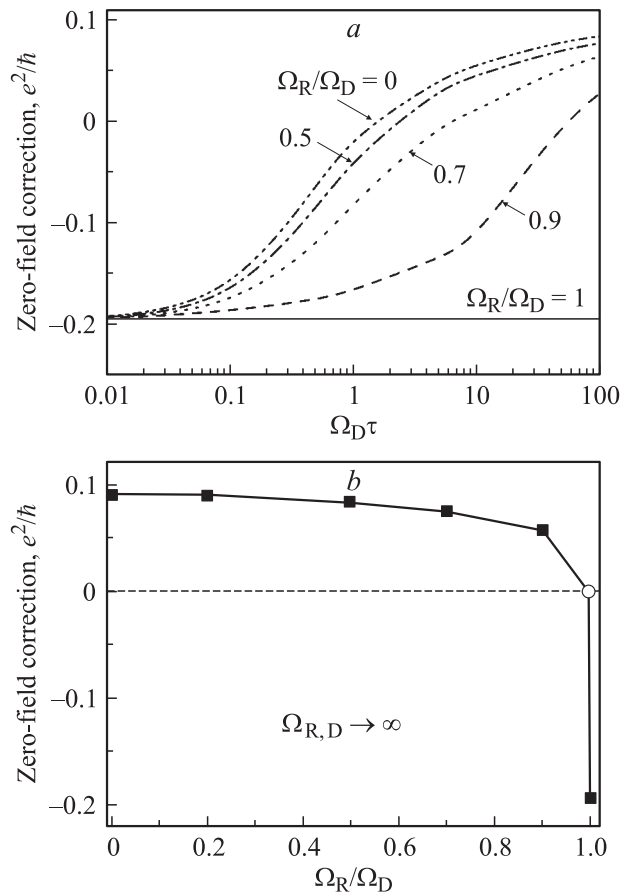 a
Zero-field correction, e²/ħ
0.1
0
−0.1
−0.2
Ω_R/Ω_D = 0
0.5
0.7
0.9
Ω_R/Ω_D = 1
0.01 0.1 1 10 100
Ω_Dτ
b
Zero-field correction, e²/ħ
0.1
0
−0.1
−0.2
Ω_R,D → ∞
0 0.2 0.4 0.6 0.8 1.0
Ω_R/Ω_D